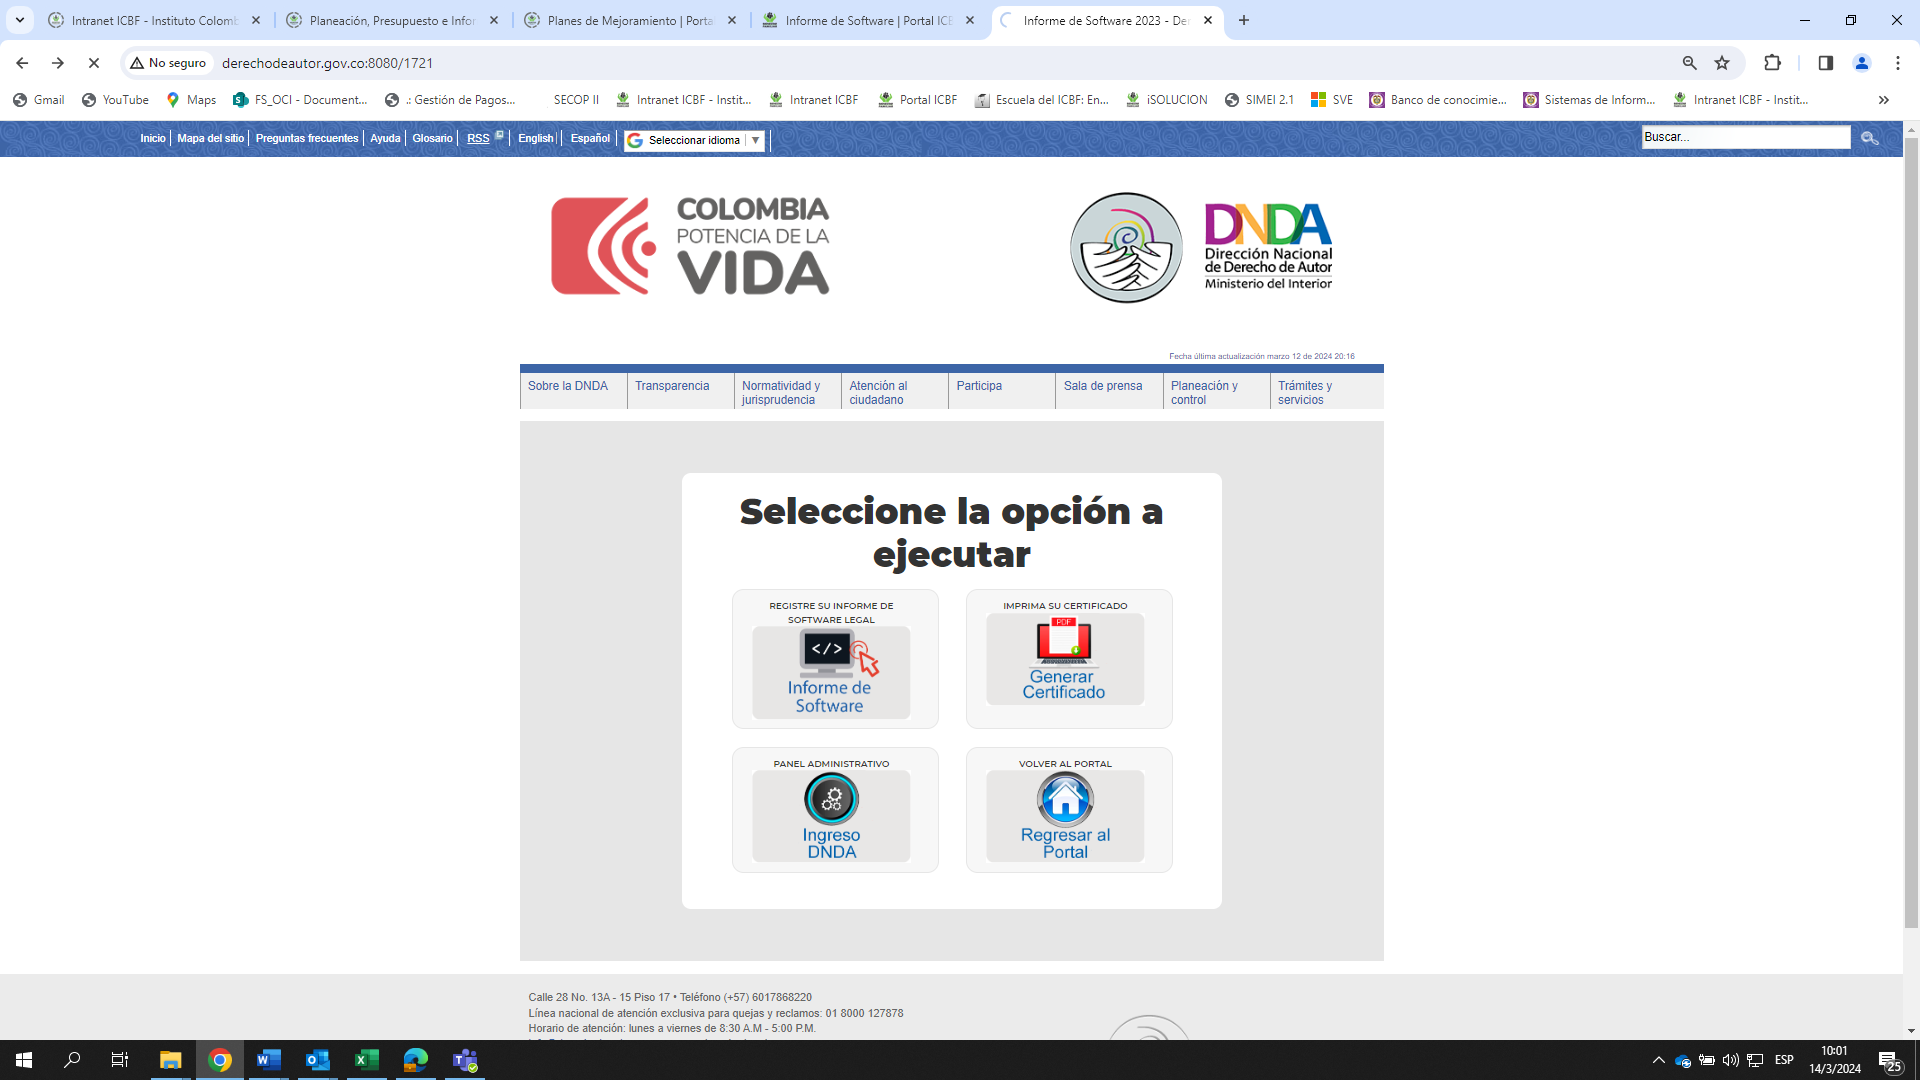 Intranet ICBF - Instituto Colomb
Planeación, Presupuesto e Infor
Planes de Mejoramiento | Porta
Informe de Software | Portal ICB
Informe de Software 2023 - De
No seguro
derechodeautor.gov.co:8080/1721
Gmail
YouTube
Maps
FS_OCI - Document...
.: Gestión de Pagos...
SECOP II
Intranet ICBF - Instit...
Intranet ICBF
Portal ICBF
Escuela del ICBF: En...
iSOLUCION
SIMEI 2.1
SVE
Banco de conocimie...
Sistemas de Inform...
Intranet ICBF - Instit...
Inicio
Mapa del sitio
Preguntas frecuentes
Ayuda
Glosario
RSS
English
Español
Seleccionar idioma
Buscar...
COLOMBIA
POTENCIA DE LA
VIDA
DNDA
Dirección Nacional
de Derecho de Autor
Ministerio del Interior
Fecha última actualización marzo 12 de 2024 20:16
Sobre la DNDA
Transparencia
Normatividad y
jurisprudencia
Atención al
ciudadano
Participa
Sala de prensa
Planeación y
control
Trámites y
servicios
Seleccione la opción a
ejecutar
REGISTRE SU INFORME DE
SOFTWARE LEGAL
</>
Informe de
Software
IMPRIMA SU CERTIFICADO
PDF
Generar
Certificado
PANEL ADMINISTRATIVO
Ingreso
DNDA
VOLVER AL PORTAL
Regresar al
Portal
Calle 28 No. 13A - 15 Piso 17 • Teléfono (+57) 6017868220
Línea nacional de atención exclusiva para quejas y reclamos: 01 8000 127878
Horario de atención: lunes a viernes de 8:30 A.M - 5:00 P.M.
ESP
10:01
14/3/2024
25